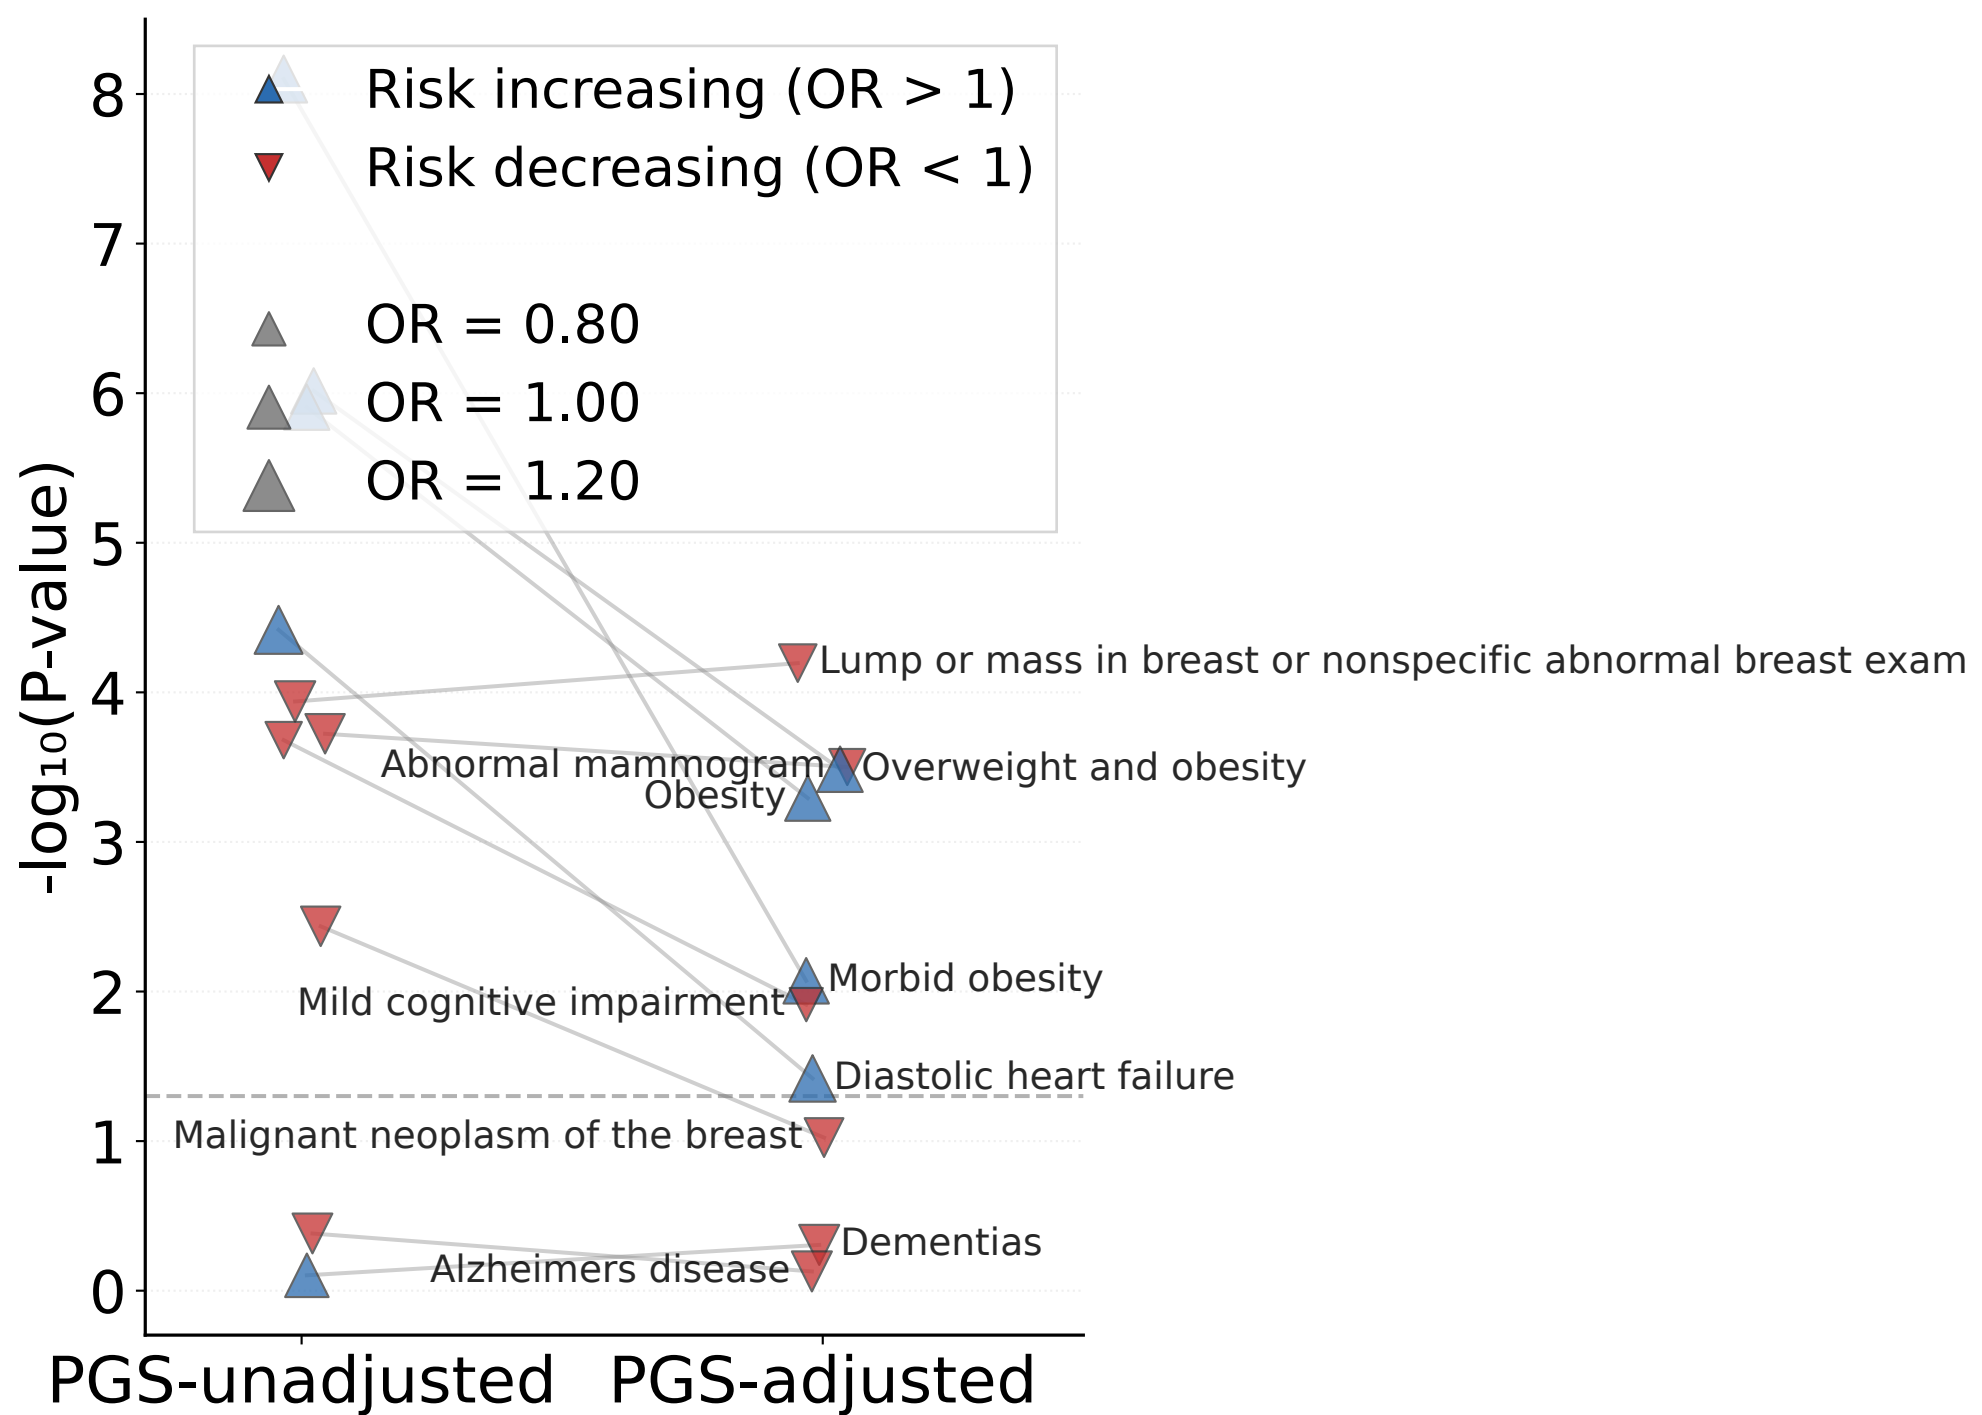 Risk increasing (OR > 1)
Risk decreasing (OR < 1)
OR = 0.80
OR = 1.00
OR = 1.20
8
7
6
5
4
3
2
1
0
-log₁₀(P-value)
Lump or mass in breast or nonspecific abnormal breast exam
Abnormal mammogram
Overweight and obesity
Obesity
Morbid obesity
Mild cognitive impairment
Diastolic heart failure
Malignant neoplasm of the breast
Dementias
Alzheimers disease
PGS-unadjusted
PGS-adjusted